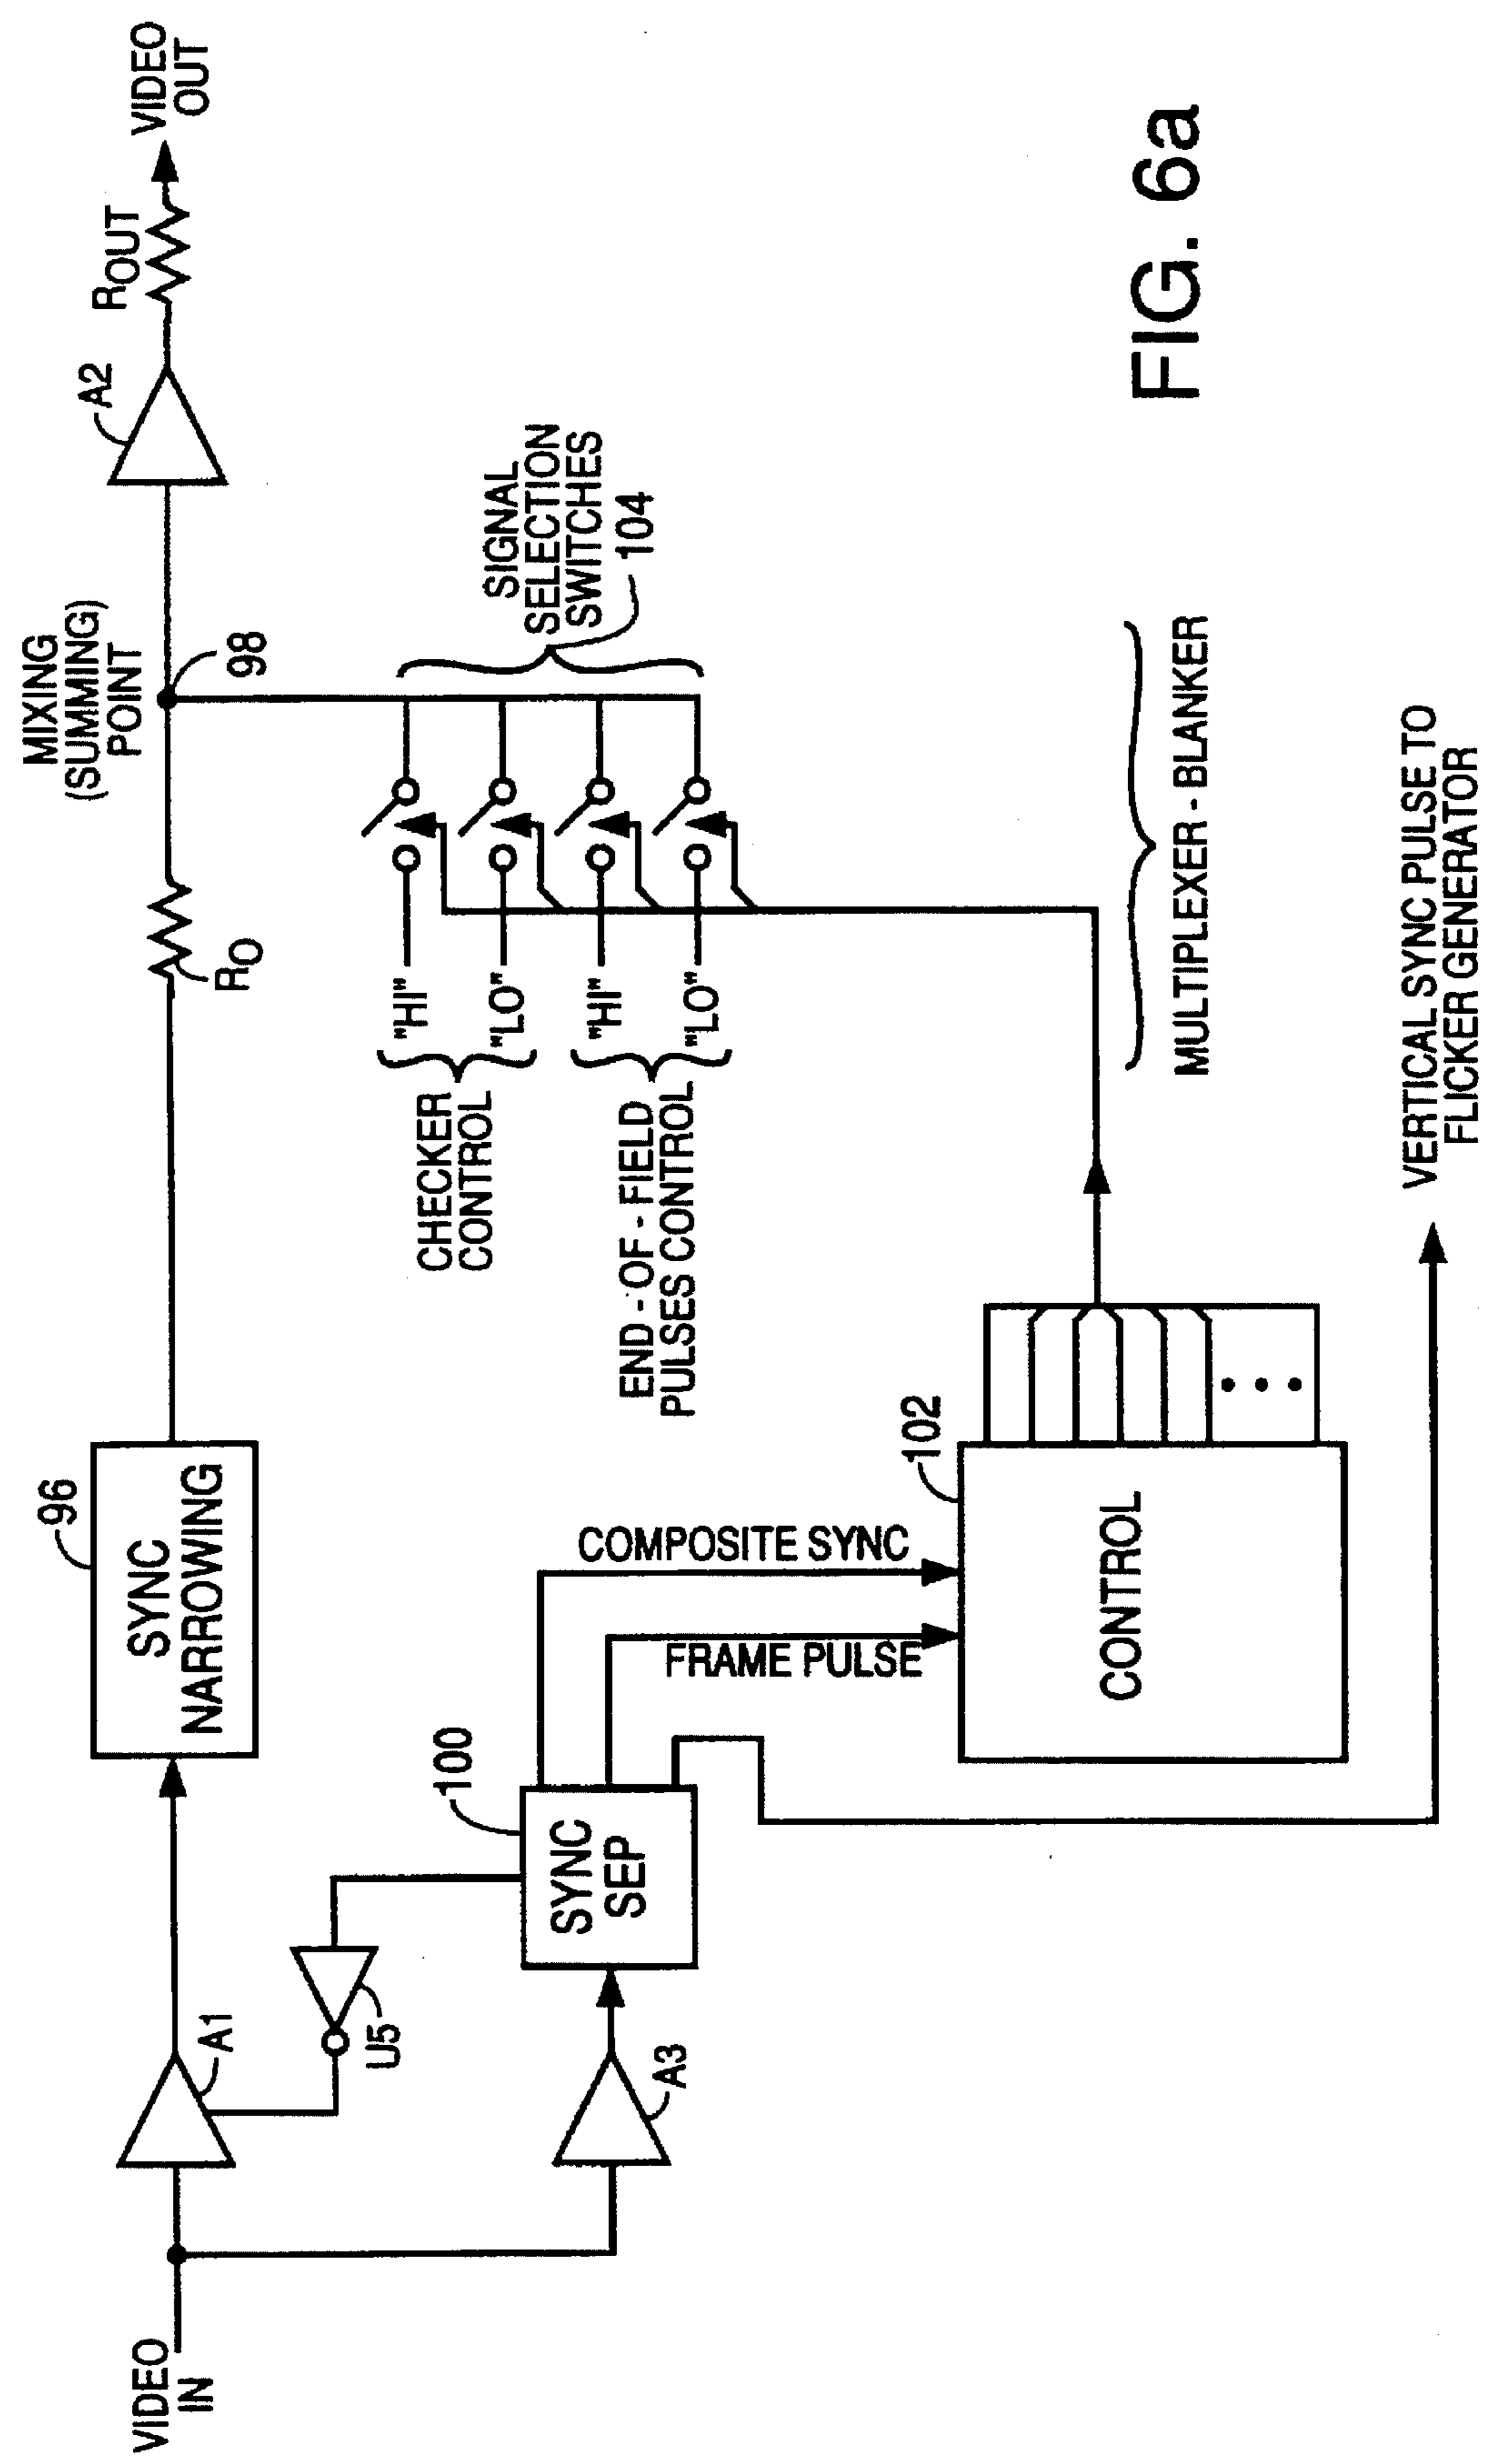 VIDEO
IN
A1
U5
A3
96
SYNC
NARROWING
100
SYNC
SEP
COMPOSITE SYNC
FRAME PULSE
102
CONTROL
RO
MIXING
(SUMMING)
POINT
98
A2
ROUT
VIDEO
OUT
CHECKER
CONTROL
"HI"
"LO"
END - OF - FIELD
PULSES CONTROL
"HI"
"LO"
SIGNAL
SELECTION
SWITCHES
104
MULTIPLEXER - BLANKER
VERTICAL SYNC PULSE TO
FLICKER GENERATOR
FIG. 6a